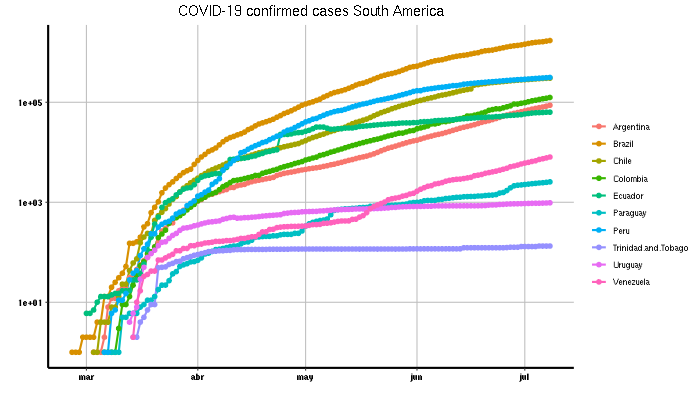 COVID-19 confirmed cases South America
1e+05
1e+03
1e+01
mar
abr
may
jun
jul
Argentina
Brazil
Chile
Colombia
Ecuador
Paraguay
Peru
Trinidad.and.Tobago
Uruguay
Venezuela